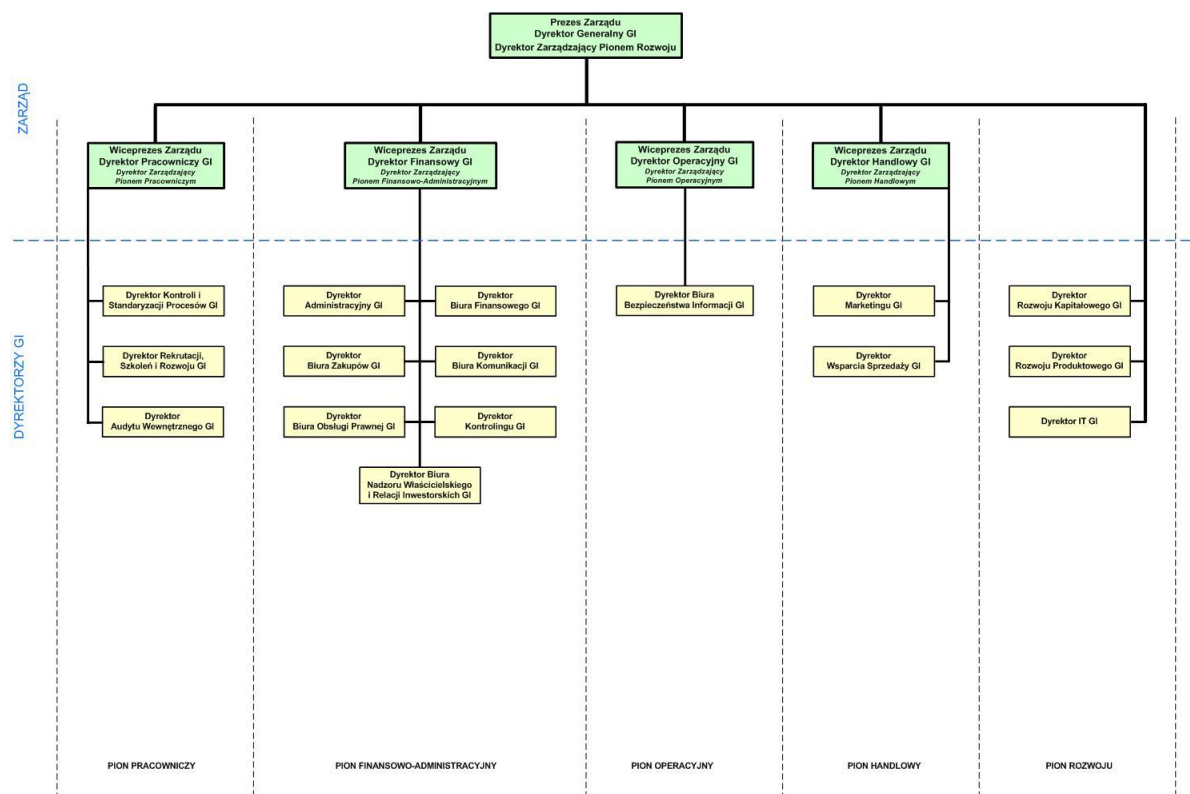 Prezes Zarządu
Dyrektor Generalny GI
Dyrektor Zarządzający Pionem Rozwoju
ZARZĄD
Wiceprezes Zarządu
Dyrektor Pracowniczy GI
Dyrektor Zarządzający
Pionem Pracowniczym
Wiceprezes Zarządu
Dyrektor Finansowy GI
Dyrektor Zarządzający
Pionem Finansowo-Administracyjnym
Wiceprezes Zarządu
Dyrektor Operacyjny GI
Dyrektor Zarządzający
Pionem Operacyjnym
Wiceprezes Zarządu
Dyrektor Handlowy GI
Dyrektor Zarządzający
Pionem Handlowym
DYREKTORZY GI
Dyrektor Kontroli i
Standaryzacji Procesów GI
Dyrektor Rekrutacji,
Szkoleń i Rozwoju GI
Dyrektor
Audytu Wewnętrznego GI
Dyrektor
Administracyjny GI
Dyrektor
Biura Finansowego GI
Dyrektor
Biura Zakupów GI
Dyrektor
Biura Komunikacji GI
Dyrektor
Biura Obsługi Prawnej GI
Dyrektor
Kontrolingu GI
Dyrektor Biura
Nadzoru Właścicielskiego
i Relacji Inwestorskich GI
Dyrektor Biura
Bezpieczeństwa Informacji GI
Dyrektor
Marketingu GI
Dyrektor
Wsparcia Sprzedaży GI
Dyrektor
Rozwoju Kapitałowego GI
Dyrektor
Rozwoju Produktowego GI
Dyrektor IT GI
PION PRACOWNICZY
PION FINANSOWO-ADMINISTRACYJNY
PION OPERACYJNY
PION HANDLOWY
PION ROZWOJU